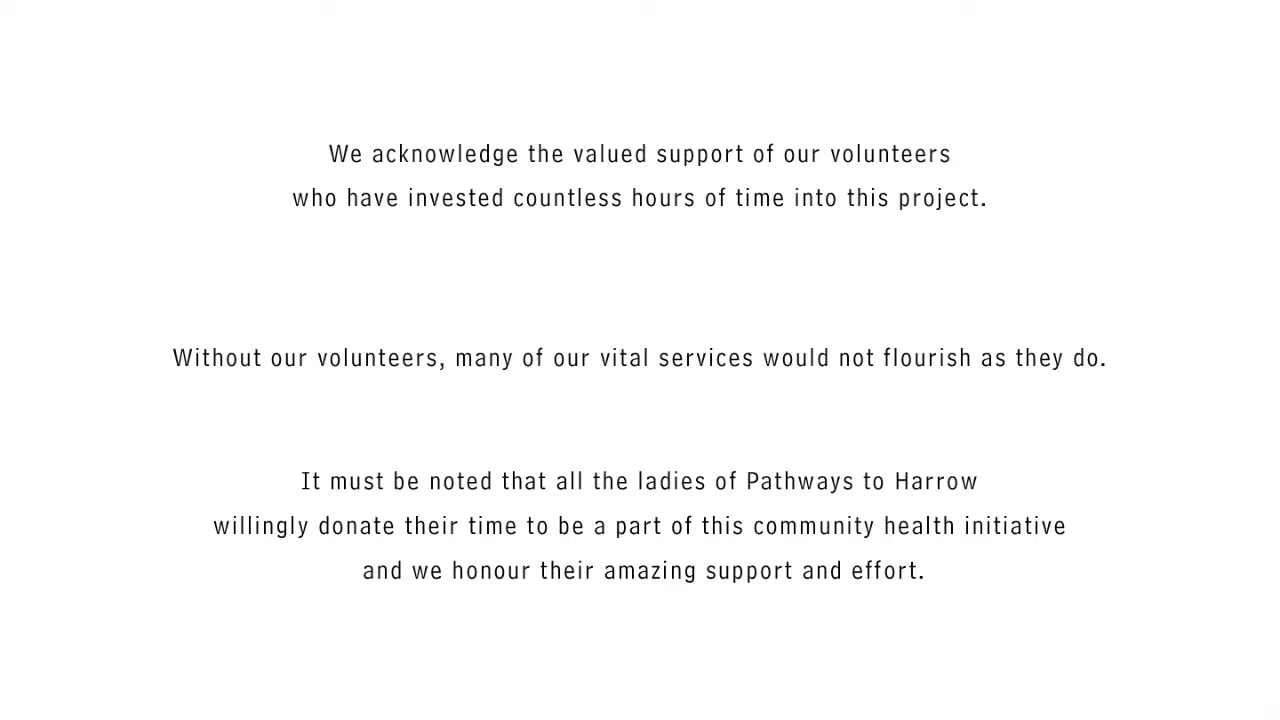 We acknowledge the valued support of our volunteers
who have invested countless hours of time into this project.
Without our volunteers, many of our vital services would not flourish as they do.
It must be noted that all the ladies of Pathways to Harrow
willingly donate their time to be a part of this community health initiative
and we honour their amazing support and effort.